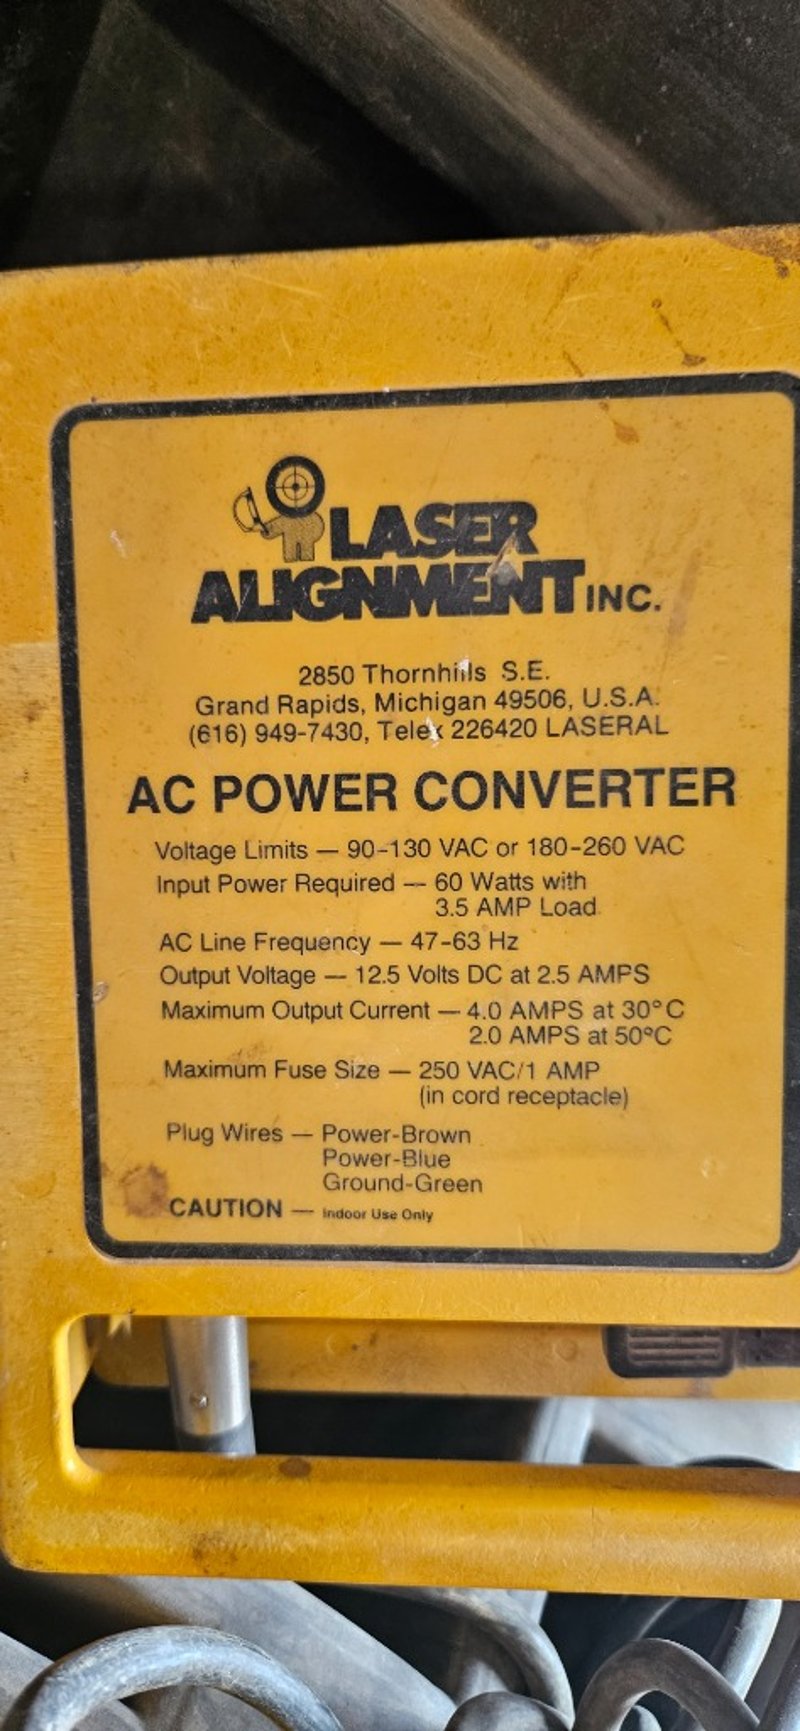 LASER
ALIGNMENT INC.
2850 Thornhills S.E.
Grand Rapids, Michigan 49506, U.S.A.
(616) 949-7430, Telex 226420 LASERAL
AC POWER CONVERTER
Voltage Limits — 90-130 VAC or 180-260 VAC
Input Power Required — 60 Watts with
3.5 AMP Load
AC Line Frequency — 47-63 Hz
Output Voltage — 12.5 Volts DC at 2.5 AMPS
Maximum Output Current — 4.0 AMPS at 30°C
2.0 AMPS at 50°C
Maximum Fuse Size — 250 VAC/1 AMP
(in cord receptacle)
Plug Wires — Power-Brown
Power-Blue
Ground-Green
CAUTION — Indoor Use Only